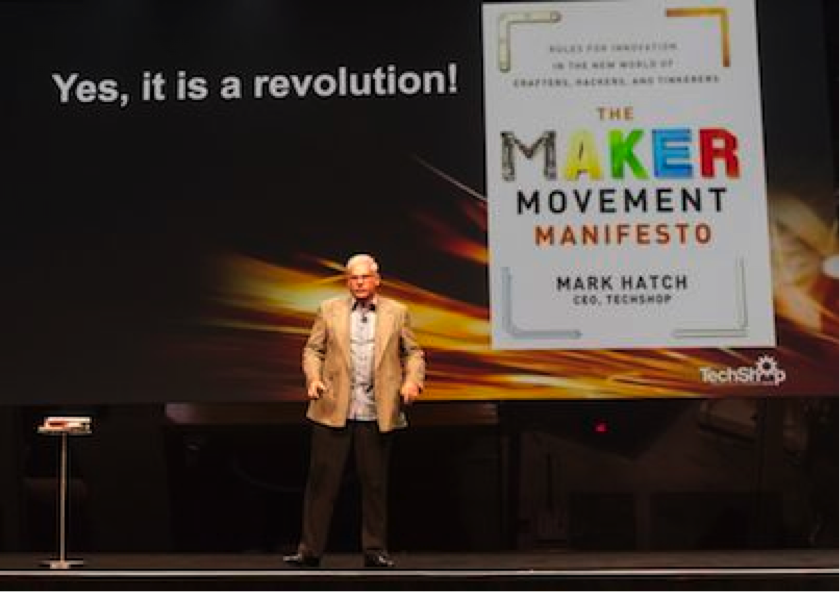 Yes, it is a revolution!
RULES FOR INNOVATION
IN THE NEW WORLD OF
CRAFTERS, HACKERS, AND TINKERERS
THE
MAKER
MOVEMENT
MANIFESTO
MARK HATCH
CEO, TECHSHOP
TechShop